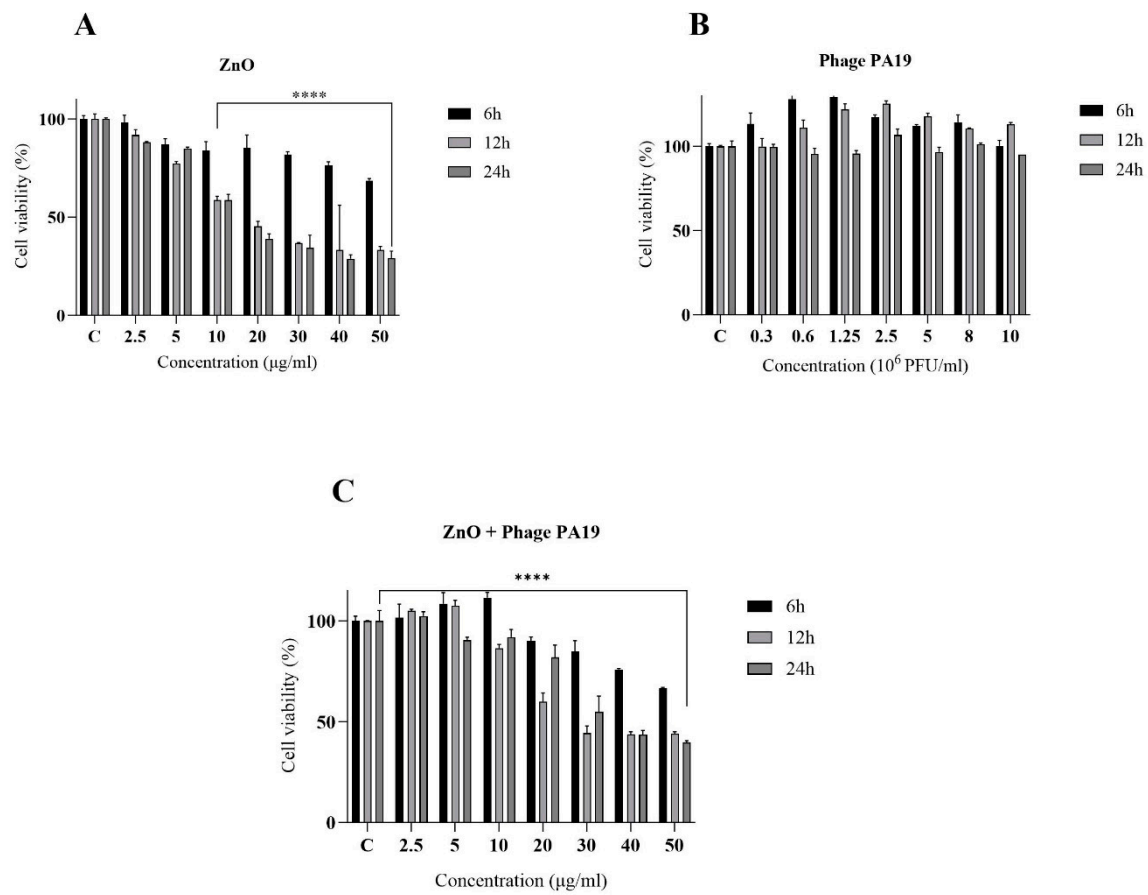 A
ZnO
****
6h
12h
24h
Cell viability (%)
100
50
0
C 2.5 5 10 20 30 40 50
Concentration (μg/ml)
B
Phage PA19
6h
12h
24h
Cell viability (%)
100
50
0
C 0.3 0.6 1.25 2.5 5 8 10
Concentration (10⁶ PFU/ml)
C
ZnO + Phage PA19
****
6h
12h
24h
Cell viability (%)
100
50
0
C 2.5 5 10 20 30 40 50
Concentration (μg/ml)